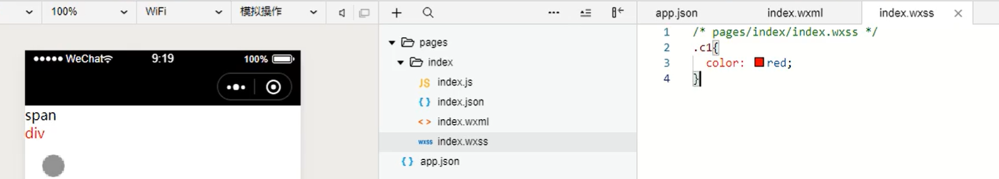 100% WiFi 模拟操作
WeChat 9:19 100%
span
div
pages
index
JS index.js
{ } index.json
< > index.wxml
wxss index.wxss
{ } app.json
app.json index.wxml index.wxss
1 /* pages/index/index.wxss */
2 .c1{
3 color: red;
4 }